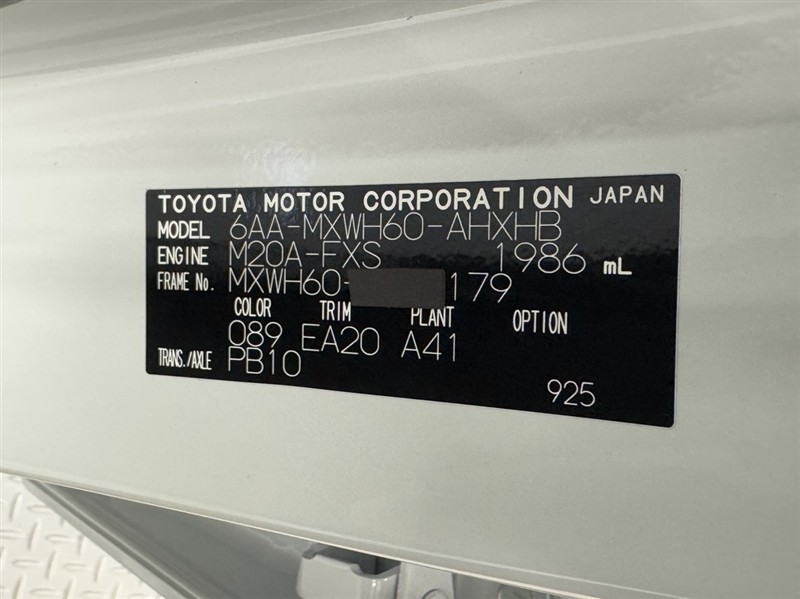 TOYOTA MOTOR CORPORATION JAPAN
MODEL 6AA-MXWH60-AHXHB
ENGINE M20A-FXS 1986 mL
FRAME No. MXWH60- 179
COLOR TRIM PLANT OPTION
089 EA20 A41
TRANS./AXLE PB10
925